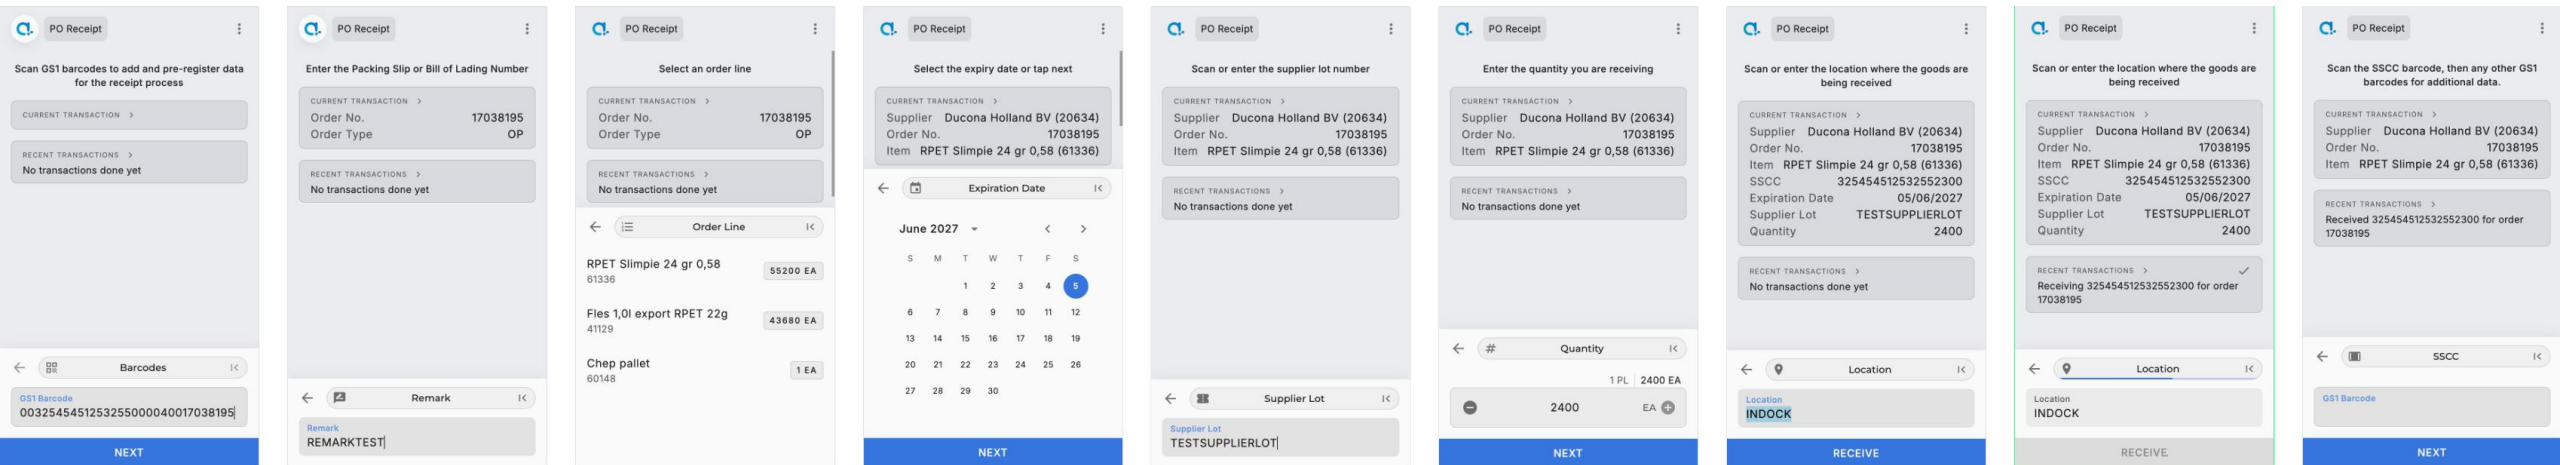 PO Receipt
Scan GS1 barcodes to add and pre-register data
for the receipt process
CURRENT TRANSACTION >
RECENT TRANSACTIONS >
No transactions done yet
Barcodes
GS1 Barcode
00325454512532550000040017038195
NEXT
PO Receipt
Enter the Packing Slip or Bill of Lading Number
CURRENT TRANSACTION >
Order No. 17038195
Order Type OP
RECENT TRANSACTIONS >
No transactions done yet
Remark
Remark
REMARKTEST
NEXT
PO Receipt
Select an order line
CURRENT TRANSACTION >
Order No. 17038195
Order Type OP
RECENT TRANSACTIONS >
No transactions done yet
Order Line
RPET Slimpie 24 gr 0,58 55200 EA
61336
Fles 1,0l export RPET 22g 43680 EA
41129
Chep pallet 1 EA
60148
PO Receipt
Select the expiry date or tap next
CURRENT TRANSACTION >
Supplier Ducona Holland BV (20634)
Order No. 17038195
Item RPET Slimpie 24 gr 0,58 (61336)
Expiration Date
June 2027
S M T W T F S
1 2 3 4 5
6 7 8 9 10 11 12
13 14 15 16 17 18 19
20 21 22 23 24 25 26
27 28 29 30
NEXT
PO Receipt
Scan or enter the supplier lot number
CURRENT TRANSACTION >
Supplier Ducona Holland BV (20634)
Order No. 17038195
Item RPET Slimpie 24 gr 0,58 (61336)
RECENT TRANSACTIONS >
No transactions done yet
Supplier Lot
Supplier Lot
TESTSUPPLIERLOT
NEXT
PO Receipt
Enter the quantity you are receiving
CURRENT TRANSACTION >
Supplier Ducona Holland BV (20634)
Order No. 17038195
Item RPET Slimpie 24 gr 0,58 (61336)
RECENT TRANSACTIONS >
No transactions done yet
# Quantity
1 PL 2400 EA
2400 EA
NEXT
PO Receipt
Scan or enter the location where the goods are
being received
CURRENT TRANSACTION >
Supplier Ducona Holland BV (20634)
Order No. 17038195
Item RPET Slimpie 24 gr 0,58 (61336)
SSCC 325454512532552300
Expiration Date 05/06/2027
Supplier Lot TESTSUPPLIERLOT
Quantity 2400
RECENT TRANSACTIONS >
No transactions done yet
Location
Location
INDOCK
RECEIVE
PO Receipt
Scan or enter the location where the goods are
being received
CURRENT TRANSACTION >
Supplier Ducona Holland BV (20634)
Order No. 17038195
Item RPET Slimpie 24 gr 0,58 (61336)
SSCC 325454512532552300
Expiration Date 05/06/2027
Supplier Lot TESTSUPPLIERLOT
Quantity 2400
RECENT TRANSACTIONS >
Receiving 325454512532552300 for order
17038195
Location
Location
INDOCK
RECEIVE
PO Receipt
Scan the SSCC barcode, then any other GS1
barcodes for additional data.
CURRENT TRANSACTION >
Supplier Ducona Holland BV (20634)
Order No. 17038195
Item RPET Slimpie 24 gr 0,58 (61336)
RECENT TRANSACTIONS >
Received 325454512532552300 for order
17038195
SSCC
GS1 Barcode
NEXT